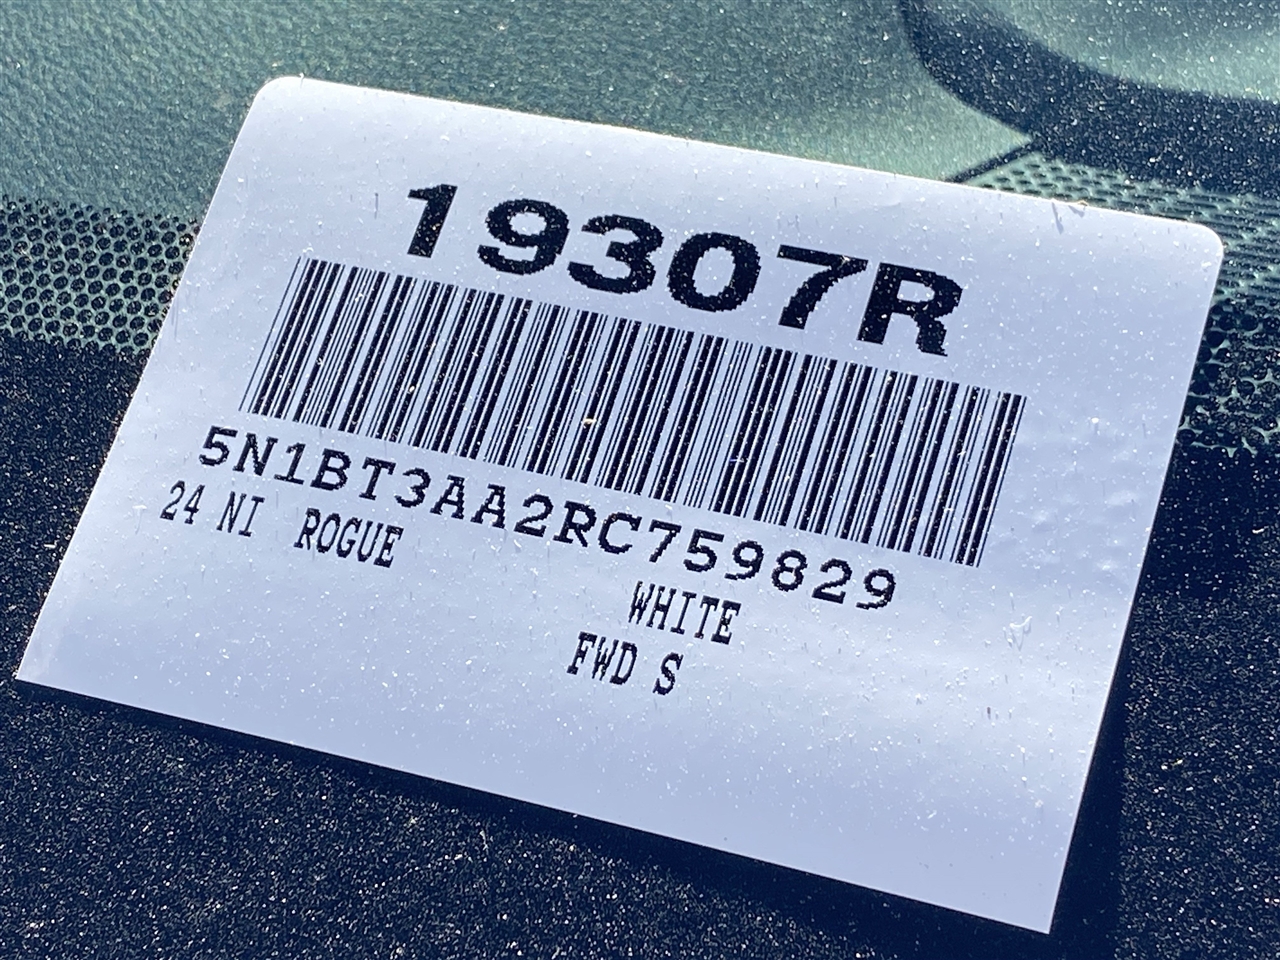 19307R
5N1BT3AA2RC759829
24 NI ROGUE
WHITE
FWD S